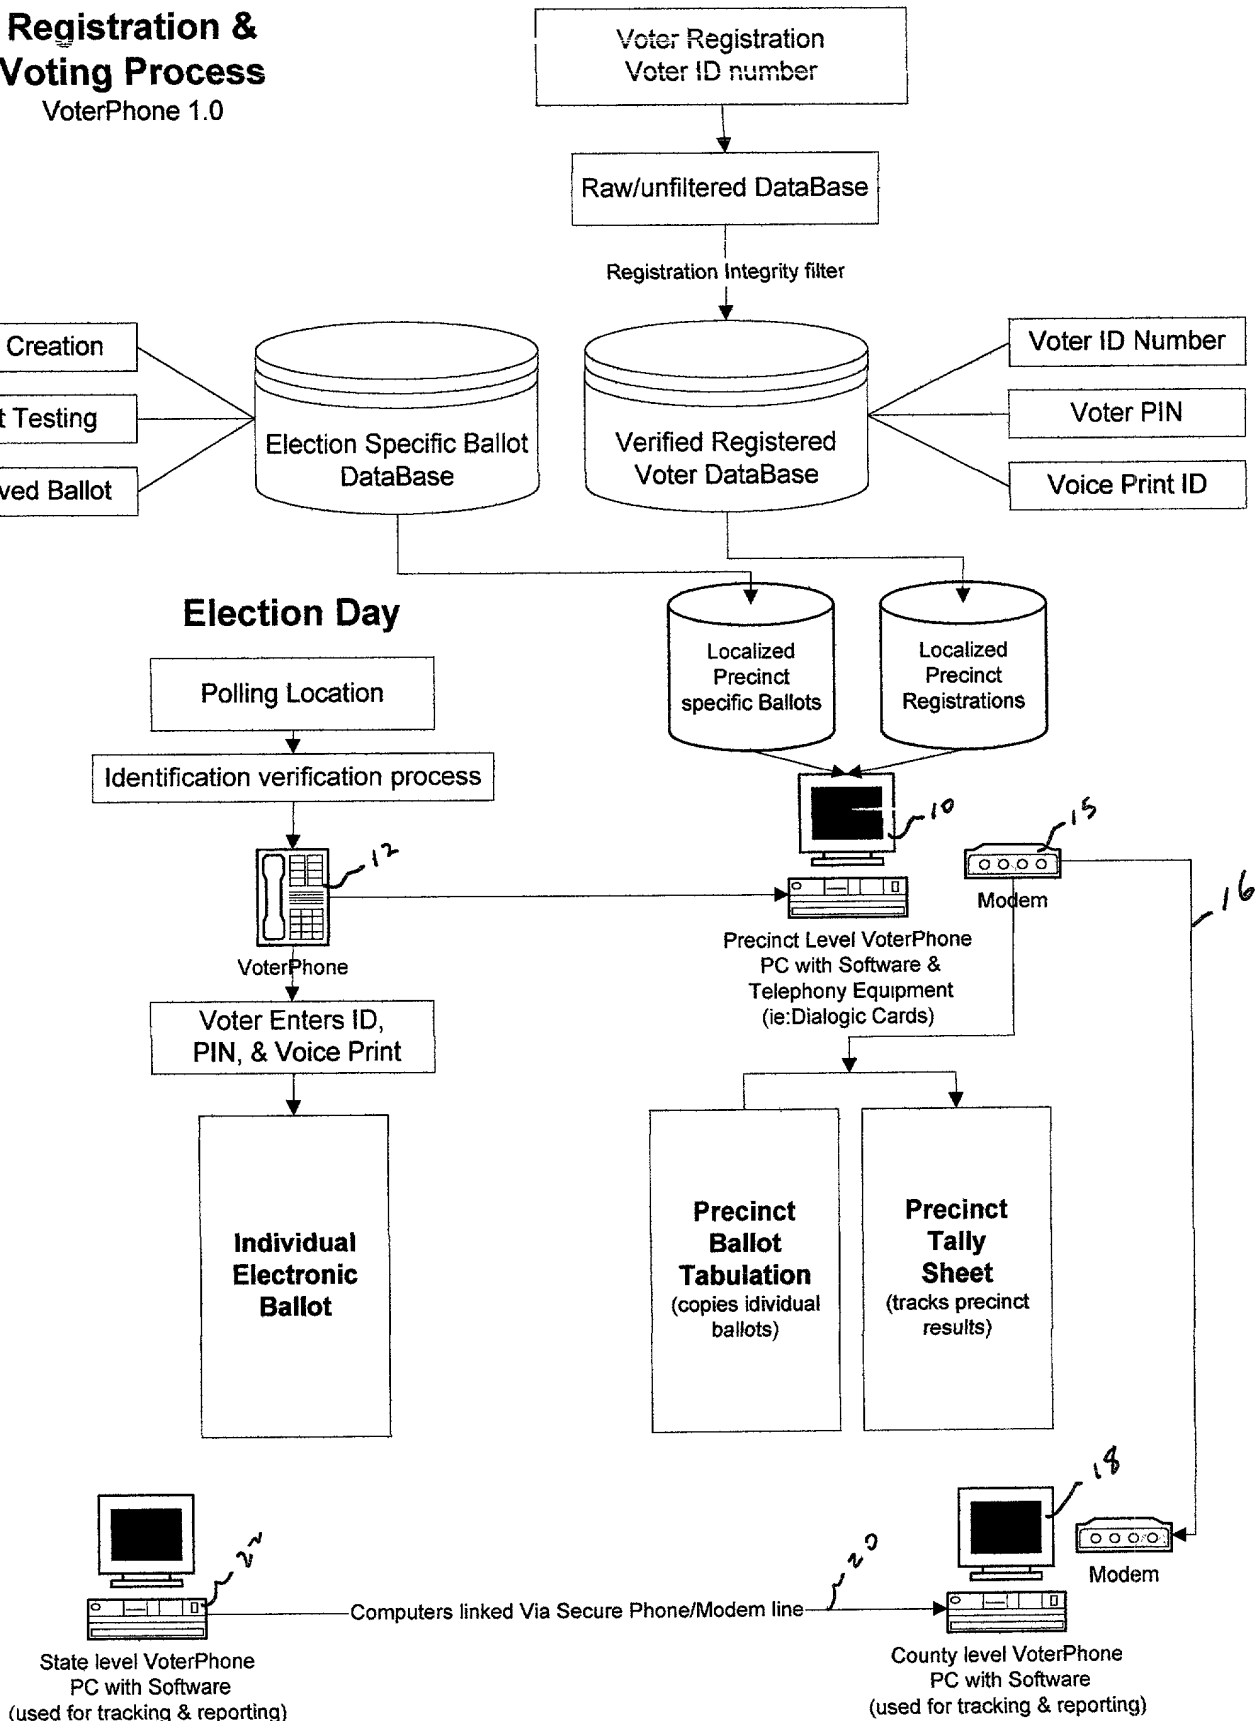 Registration &
Voting Process
VoterPhone 1.0
Voter Registration
Voter ID number
Raw/unfiltered DataBase
Registration Integrity filter
Creation
t Testing
ved Ballot
Election Specific Ballot
DataBase
Verified Registered
Voter DataBase
Voter ID Number
Voter PIN
Voice Print ID
Election Day
Polling Location
Identification verification process
12
VoterPhone
Voter Enters ID,
PIN, & Voice Print
Individual
Electronic
Ballot
Localized
Precinct
specific Ballots
Localized
Precinct
Registrations
10
15
Modem
16
Precinct Level VoterPhone
PC with Software &
Telephony Equipment
(ie:Dialogic Cards)
Precinct
Ballot
Tabulation
(copies idividual
ballots)
Precinct
Tally
Sheet
(tracks precinct
results)
18
Modem
22
20
Computers linked Via Secure Phone/Modem line
State level VoterPhone
PC with Software
(used for tracking & reporting)
County level VoterPhone
PC with Software
(used for tracking & reporting)